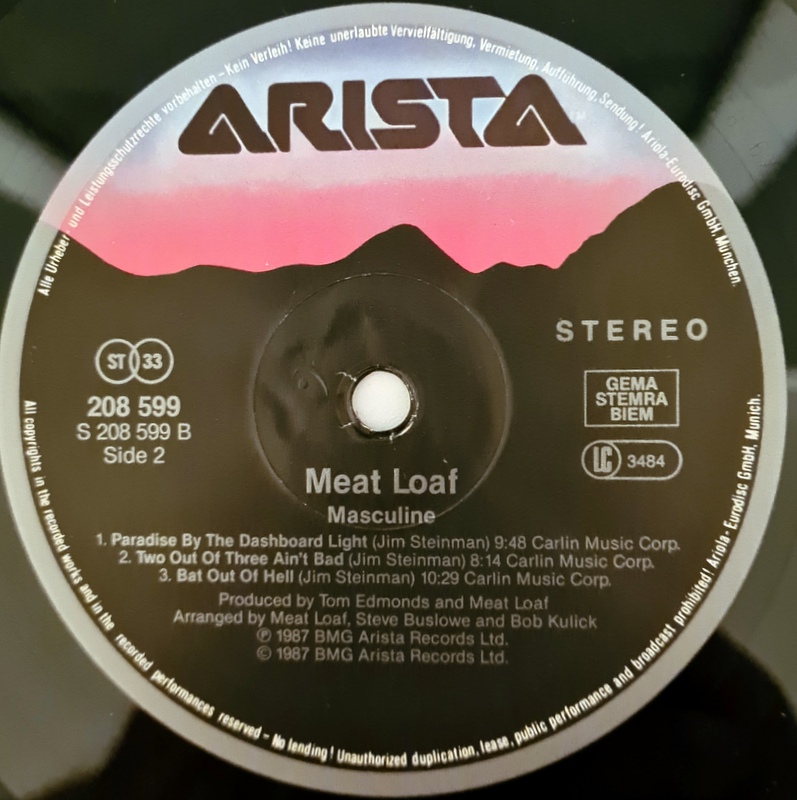 Alle Urheber- und Leistungsschutzrechte vorbehalten – Kein Verleih! Keine unerlaubte Vervielfältigung, Vermietung, Aufführung, Sendung! Ariola-Eurodisc GmbH, München.
ARISTA
TM
STEREO
ST 33
208 599
S 208 599 B
Side 2
GEMA
STEMRA
BIEM
LC 3484
Meat Loaf
Masculine
1. Paradise By The Dashboard Light (Jim Steinman) 9:48 Carlin Music Corp.
2. Two Out Of Three Ain't Bad (Jim Steinman) 8:14 Carlin Music Corp.
3. Bat Out Of Hell (Jim Steinman) 10:29 Carlin Music Corp.
Produced by Tom Edmonds and Meat Loaf
Arranged by Meat Loaf, Steve Buslowe and Bob Kulick
Ⓟ 1987 BMG Arista Records Ltd.
© 1987 BMG Arista Records Ltd.
All copyrights in the recorded works and in the recorded performances reserved – No lending! Unauthorized duplication, lease, public performance and broadcast prohibited! Ariola-Eurodisc GmbH, Munich.